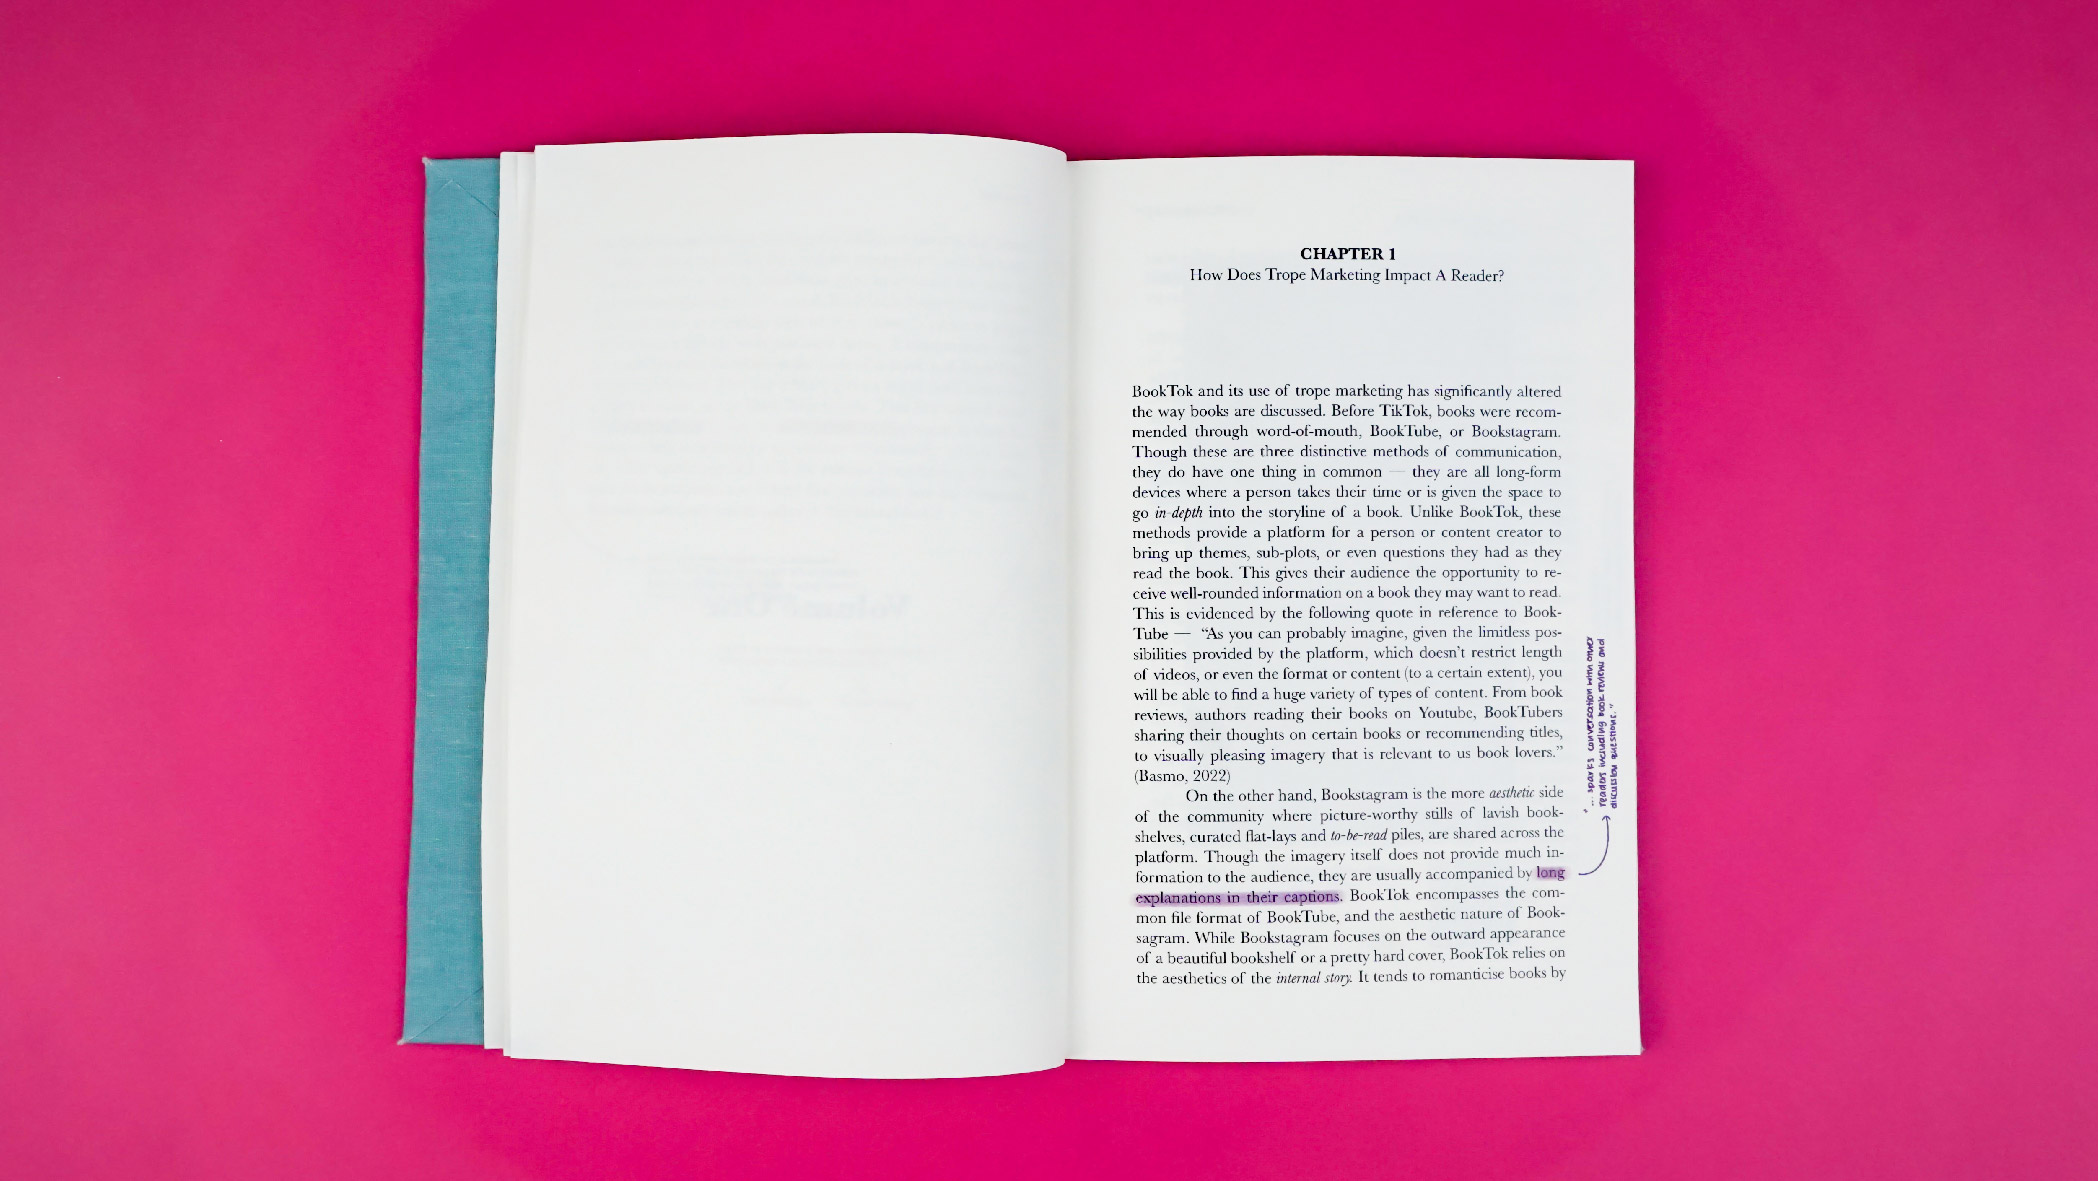 CHAPTER 1
How Does Trope Marketing Impact A Reader?
BookTok and its use of trope marketing has significantly altered
the way books are discussed. Before TikTok, books were recom-
mended through word-of-mouth, BookTube, or Bookstagram.
Though these are three distinctive methods of communication,
they do have one thing in common — they are all long-form
devices where a person takes their time or is given the space to
go in-depth into the storyline of a book. Unlike BookTok, these
methods provide a platform for a person or content creator to
bring up themes, sub-plots, or even questions they had as they
read the book. This gives their audience the opportunity to re-
ceive well-rounded information on a book they may want to read.
This is evidenced by the following quote in reference to Book-
Tube — “As you can probably imagine, given the limitless pos-
sibilities provided by the platform, which doesn’t restrict length
of videos, or even the format or content (to a certain extent), you
will be able to find a huge variety of types of content. From book
reviews, authors reading their books on Youtube, BookTubers
sharing their thoughts on certain books or recommending titles,
to visually pleasing imagery that is relevant to us book lovers.”
(Basmo, 2022)
On the other hand, Bookstagram is the more aesthetic side
of the community where picture-worthy stills of lavish book-
shelves, curated flat-lays and to-be-read piles, are shared across the
platform. Though the imagery itself does not provide much in-
formation to the audience, they are usually accompanied by long
explanations in their captions. BookTok encompasses the com-
mon file format of BookTube, and the aesthetic nature of Book-
sagram. While Bookstagram focuses on the outward appearance
of a beautiful bookshelf or a pretty hard cover, BookTok relies on
the aesthetics of the internal story. It tends to romanticise books by
"... sparks conversation with other
readers including book reviews and
discussion questions."